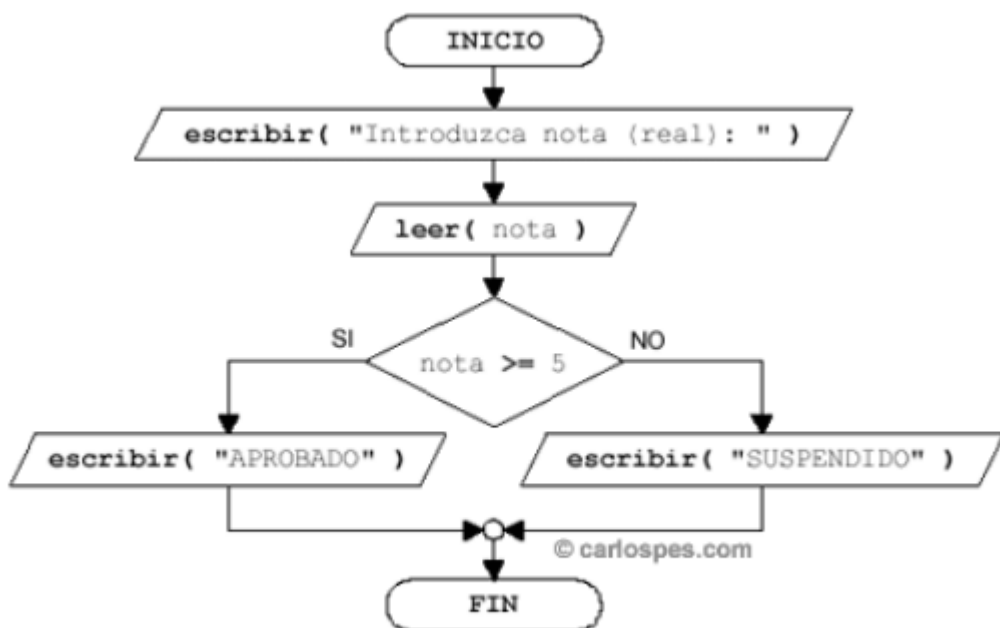 INICIO
escribir( "Introduzca nota (real): " )
leer( nota )
SI
NO
nota >= 5
escribir( "APROBADO" )
escribir( "SUSPENDIDO" )
© carlospes.com
FIN